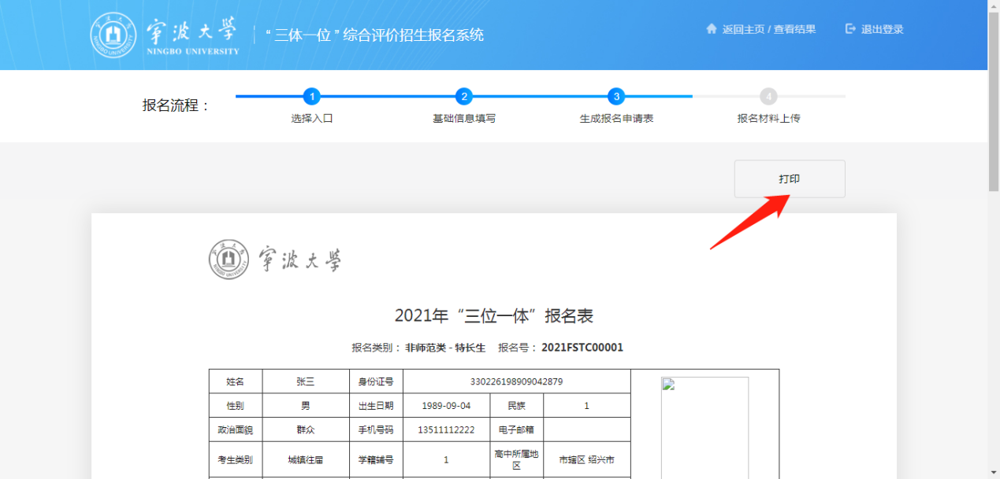 宁波大学
NINGBO UNIVERSITY
“三体一位”综合评价招生报名系统
返回主页 / 查看结果
退出登录
报名流程：
1
2
3
4
选择入口
基础信息填写
生成报名申请表
报名材料上传
打印
宁波大学
2021年“三位一体”报名表
报名类别： 非师范类 - 特长生 报名号： 2021FSTC00001
姓名 张三 身份证号 330226198909042879
性别 男 出生日期 1989-09-04 民族 1
政治面貌 群众 手机号码 13511112222 电子邮箱
考生类别 城镇往届 学籍辅号 1 高中所属地区 市辖区 绍兴市